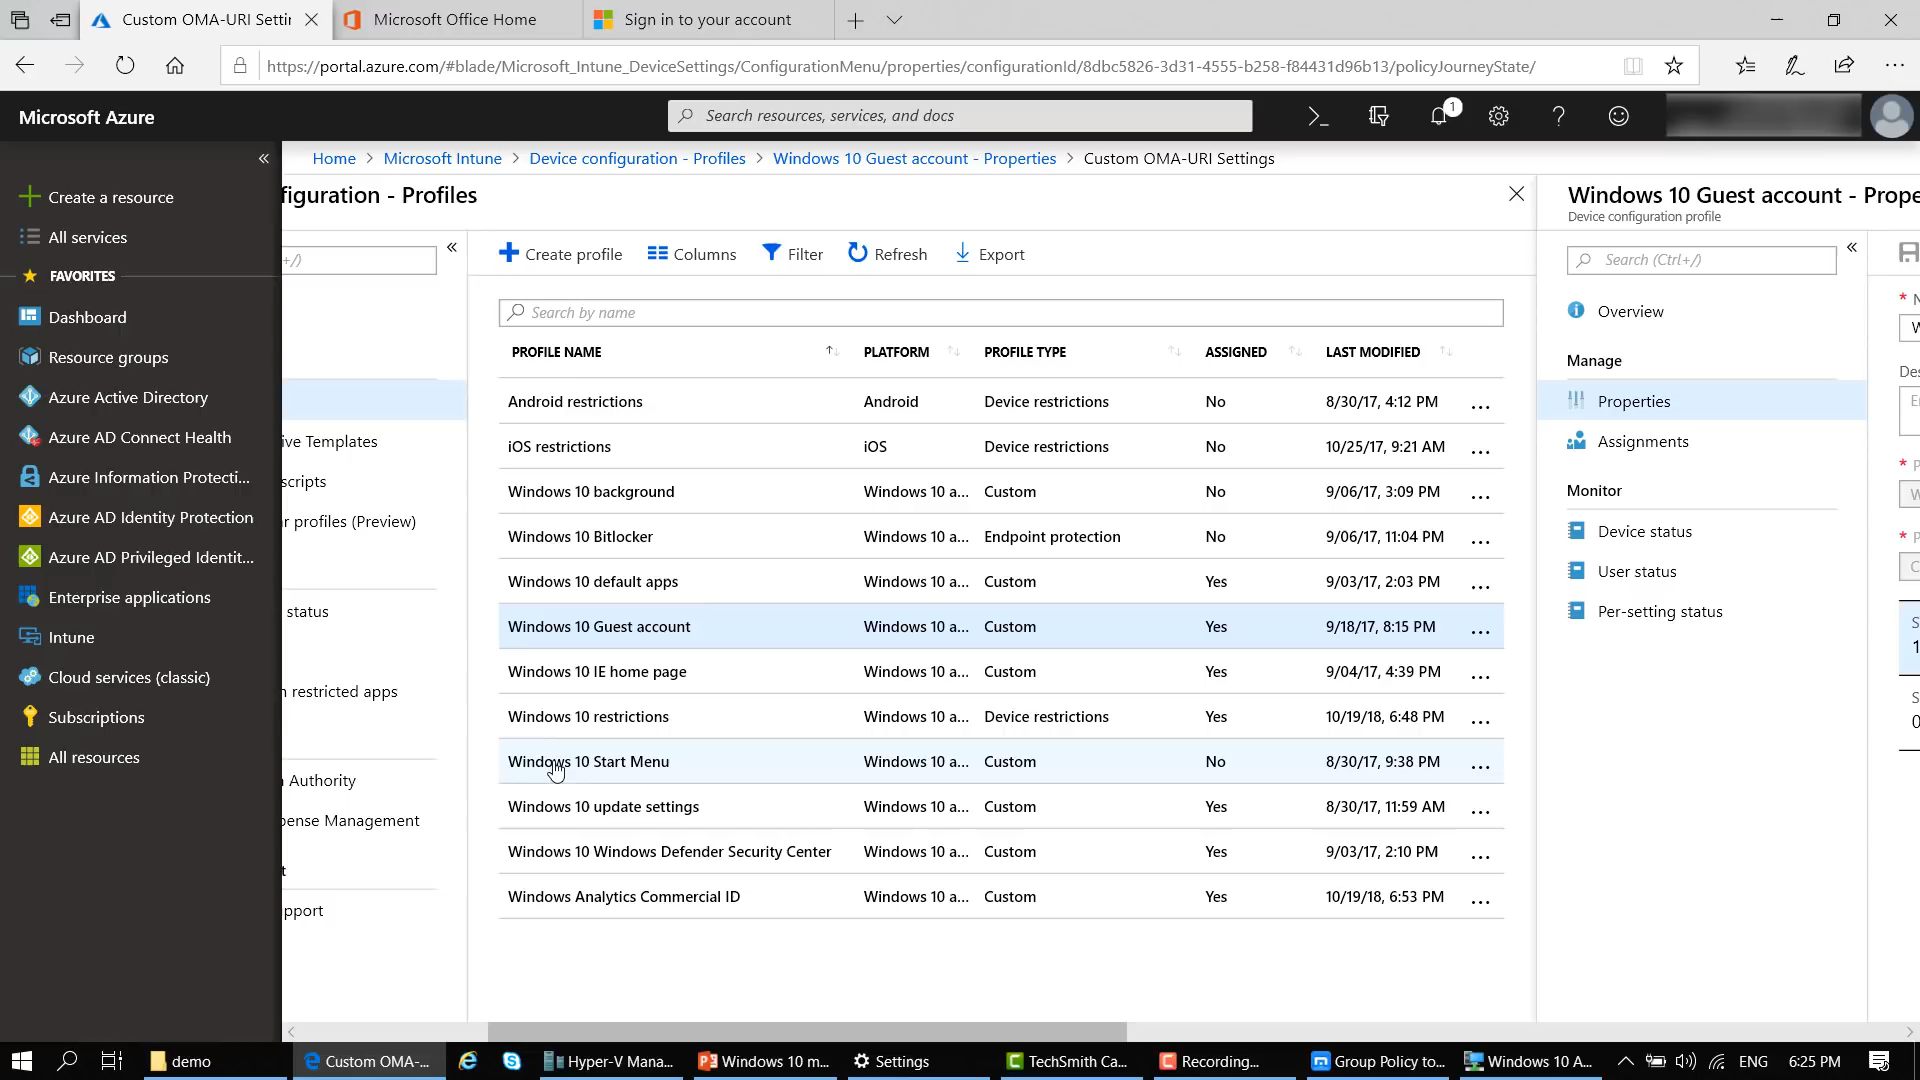 Custom OMA-URI Settin
Microsoft Office Home
Sign in to your account
https://portal.azure.com/#blade/Microsoft_Intune_DeviceSettings/ConfigurationMenu/properties/configurationId/8dbc5826-3d31-4555-b258-f84431d96b13/policyJourneyState/
Microsoft Azure
Search resources, services, and docs
1
Home > Microsoft Intune > Device configuration - Profiles > Windows 10 Guest account - Properties > Custom OMA-URI Settings
Create a resource
All services
FAVORITES
Dashboard
Resource groups
Azure Active Directory
Azure AD Connect Health
Azure Information Protecti...
Azure AD Identity Protection
Azure AD Privileged Identit...
Enterprise applications
Intune
Cloud services (classic)
Subscriptions
All resources
figuration - Profiles
+/)
ive Templates
scripts
r profiles (Preview)
status
n restricted apps
Authority
pense Management
t
pport
Create profile
Columns
Filter
Refresh
Export
Search by name
PROFILE NAME PLATFORM PROFILE TYPE ASSIGNED LAST MODIFIED
Android restrictions Android Device restrictions No 8/30/17, 4:12 PM ...
iOS restrictions iOS Device restrictions No 10/25/17, 9:21 AM ...
Windows 10 background Windows 10 a... Custom No 9/06/17, 3:09 PM ...
Windows 10 Bitlocker Windows 10 a... Endpoint protection No 9/06/17, 11:04 PM ...
Windows 10 default apps Windows 10 a... Custom Yes 9/03/17, 2:03 PM ...
Windows 10 Guest account Windows 10 a... Custom Yes 9/18/17, 8:15 PM ...
Windows 10 IE home page Windows 10 a... Custom Yes 9/04/17, 4:39 PM ...
Windows 10 restrictions Windows 10 a... Device restrictions Yes 10/19/18, 6:48 PM ...
Windows 10 Start Menu Windows 10 a... Custom No 8/30/17, 9:38 PM ...
Windows 10 update settings Windows 10 a... Custom Yes 8/30/17, 11:59 AM ...
Windows 10 Windows Defender Security Center Windows 10 a... Custom Yes 9/03/17, 2:10 PM ...
Windows Analytics Commercial ID Windows 10 a... Custom Yes 10/19/18, 6:53 PM ...
Windows 10 Guest account - Prope
Device configuration profile
Search (Ctrl+/)
Overview
Manage
Properties
Assignments
Monitor
Device status
User status
Per-setting status
* N
W
Des
E
* P
W
* P
C
S
1
S
0
demo
Custom OMA-...
Hyper-V Mana...
Windows 10 m...
Settings
TechSmith Ca...
Recording...
Group Policy to...
Windows 10 A...
ENG
6:25 PM